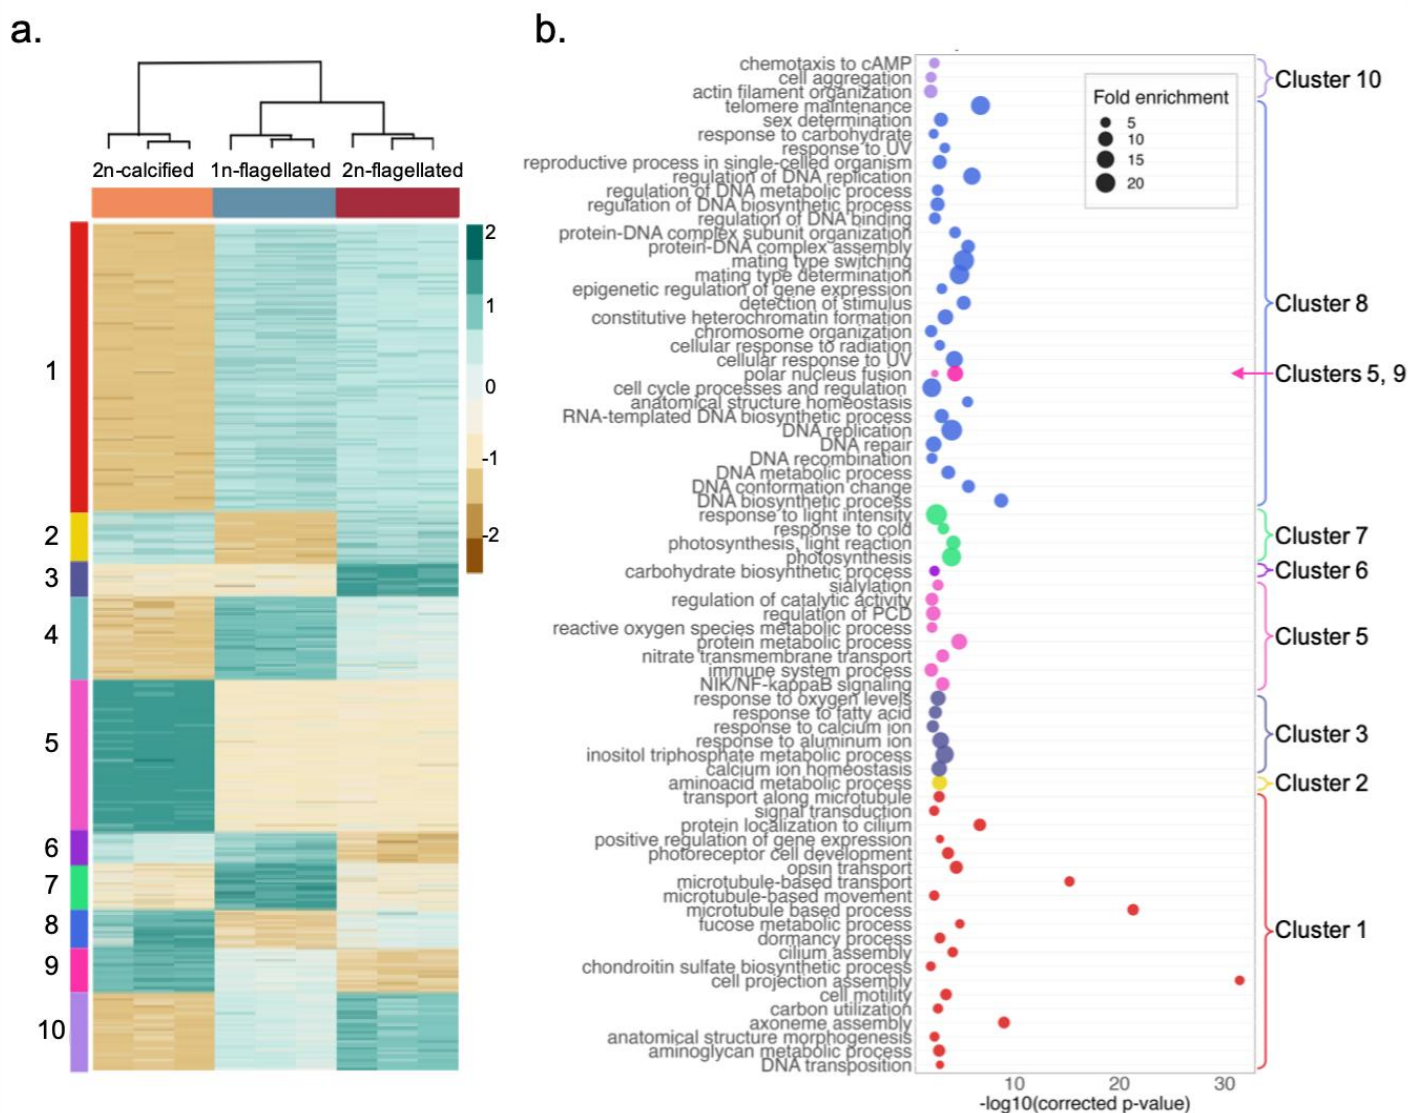 a.
2n-calcified 1n-flagellated 2n-flagellated
2
1
0
-1
-2
1
2
3
4
5
6
7
8
9
10
b.
chemotaxis to cAMP
cell aggregation
actin filament organization
telomere maintenance
sex determination
response to carbohydrate
response to UV
reproductive process in single-celled organism
regulation of DNA replication
regulation of DNA metabolic process
regulation of DNA biosynthetic process
regulation of DNA binding
protein-DNA complex subunit organization
protein-DNA complex assembly
mating type switching
mating type determination
epigenetic regulation of gene expression
detection of stimulus
constitutive heterochromatin formation
chromosome organization
cellular response to radiation
cellular response to UV
polar nucleus fusion
cell cycle processes and regulation
anatomical structure homeostasis
RNA-templated DNA biosynthetic process
DNA replication
DNA repair
DNA recombination
DNA metabolic process
DNA conformation change
DNA biosynthetic process
response to light intensity
response to cold
photosynthesis, light reaction
photosynthesis
carbohydrate biosynthetic process
sialylation
regulation of catalytic activity
regulation of PCD
reactive oxygen species metabolic process
protein metabolic process
nitrate transmembrane transport
immune system process
NIK/NF-kappaB signaling
response to oxygen levels
response to fatty acid
response to calcium ion
response to aluminum ion
inositol triphosphate metabolic process
calcium ion homeostasis
aminoacid metabolic process
transport along microtubule
signal transduction
protein localization to cilium
positive regulation of gene expression
photoreceptor cell development
opsin transport
microtubule-based transport
microtubule-based movement
microtubule based process
fucose metabolic process
dormancy process
cilium assembly
chondroitin sulfate biosynthetic process
cell projection assembly
cell motility
carbon utilization
axoneme assembly
anatomical structure morphogenesis
aminoglycan metabolic process
DNA transposition
Fold enrichment
5
10
15
20
Cluster 10
Cluster 8
Clusters 5, 9
Cluster 7
Cluster 6
Cluster 5
Cluster 3
Cluster 2
Cluster 1
10 20 30
-log10(corrected p-value)